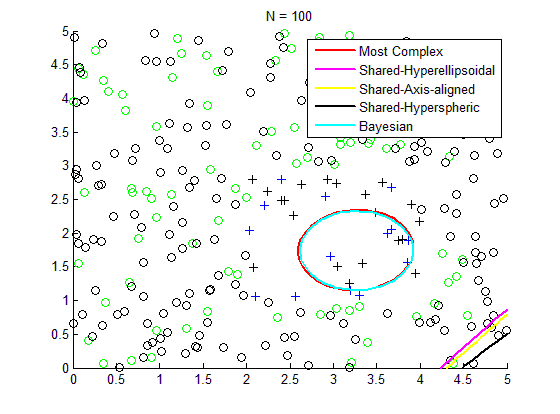 N = 100
Most Complex
Shared-Hyperellipsoidal
Shared-Axis-aligned
Shared-Hyperspheric
Bayesian
5
4.5
4
3.5
3
2.5
2
1.5
1
0.5
0
0 0.5 1 1.5 2 2.5 3 3.5 4 4.5 5